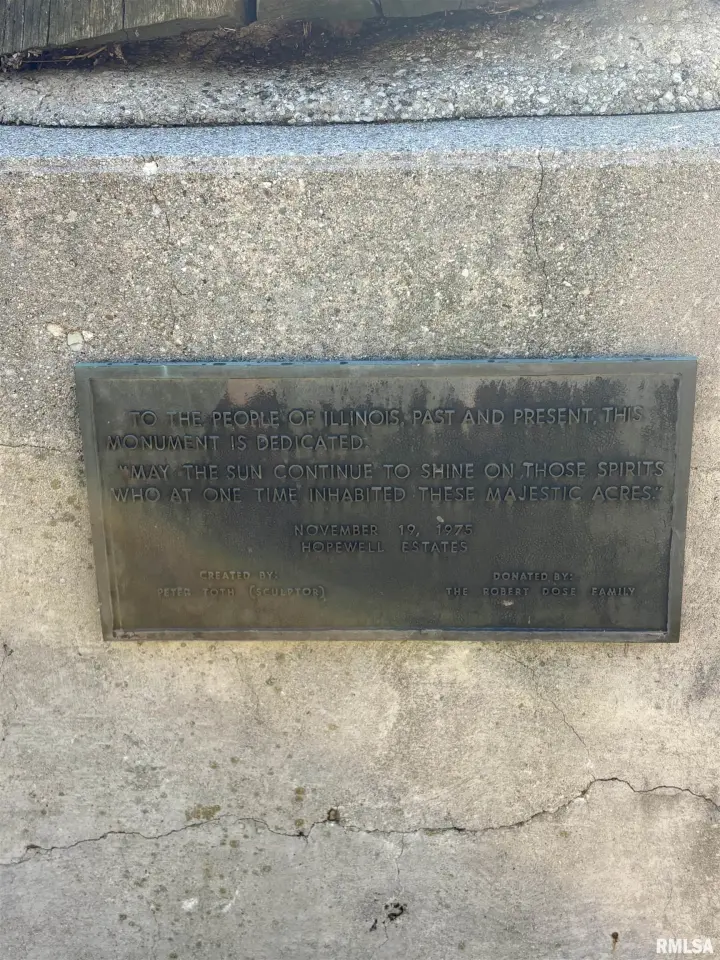 TO THE PEOPLE OF ILLINOIS, PAST AND PRESENT, THIS
MONUMENT IS DEDICATED.
"MAY THE SUN CONTINUE TO SHINE ON THOSE SPIRITS
WHO AT ONE TIME INHABITED THESE MAJESTIC ACRES."
NOVEMBER 19, 1975
HOPEWELL ESTATES
CREATED BY: DONATED BY:
PETER TOTH (SCULPTOR) THE ROBERT DOSE FAMILY
RMLSA